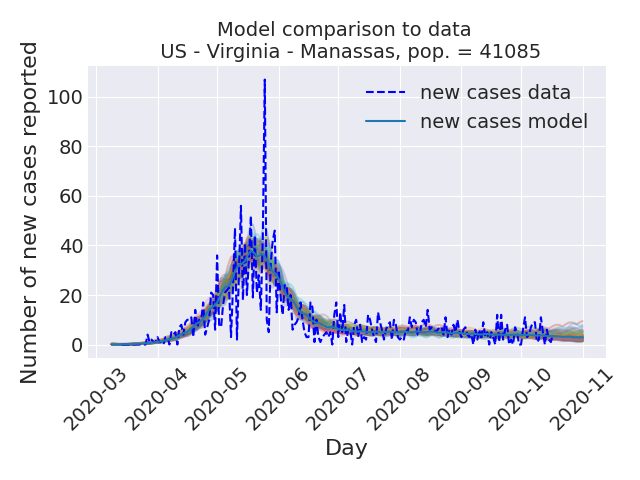 Model comparison to data
US - Virginia - Manassas, pop. = 41085
Number of new cases reported
100
80
60
40
20
0
new cases data
new cases model
2020-03
2020-04
2020-05
2020-06
2020-07
2020-08
2020-09
2020-10
2020-11
Day